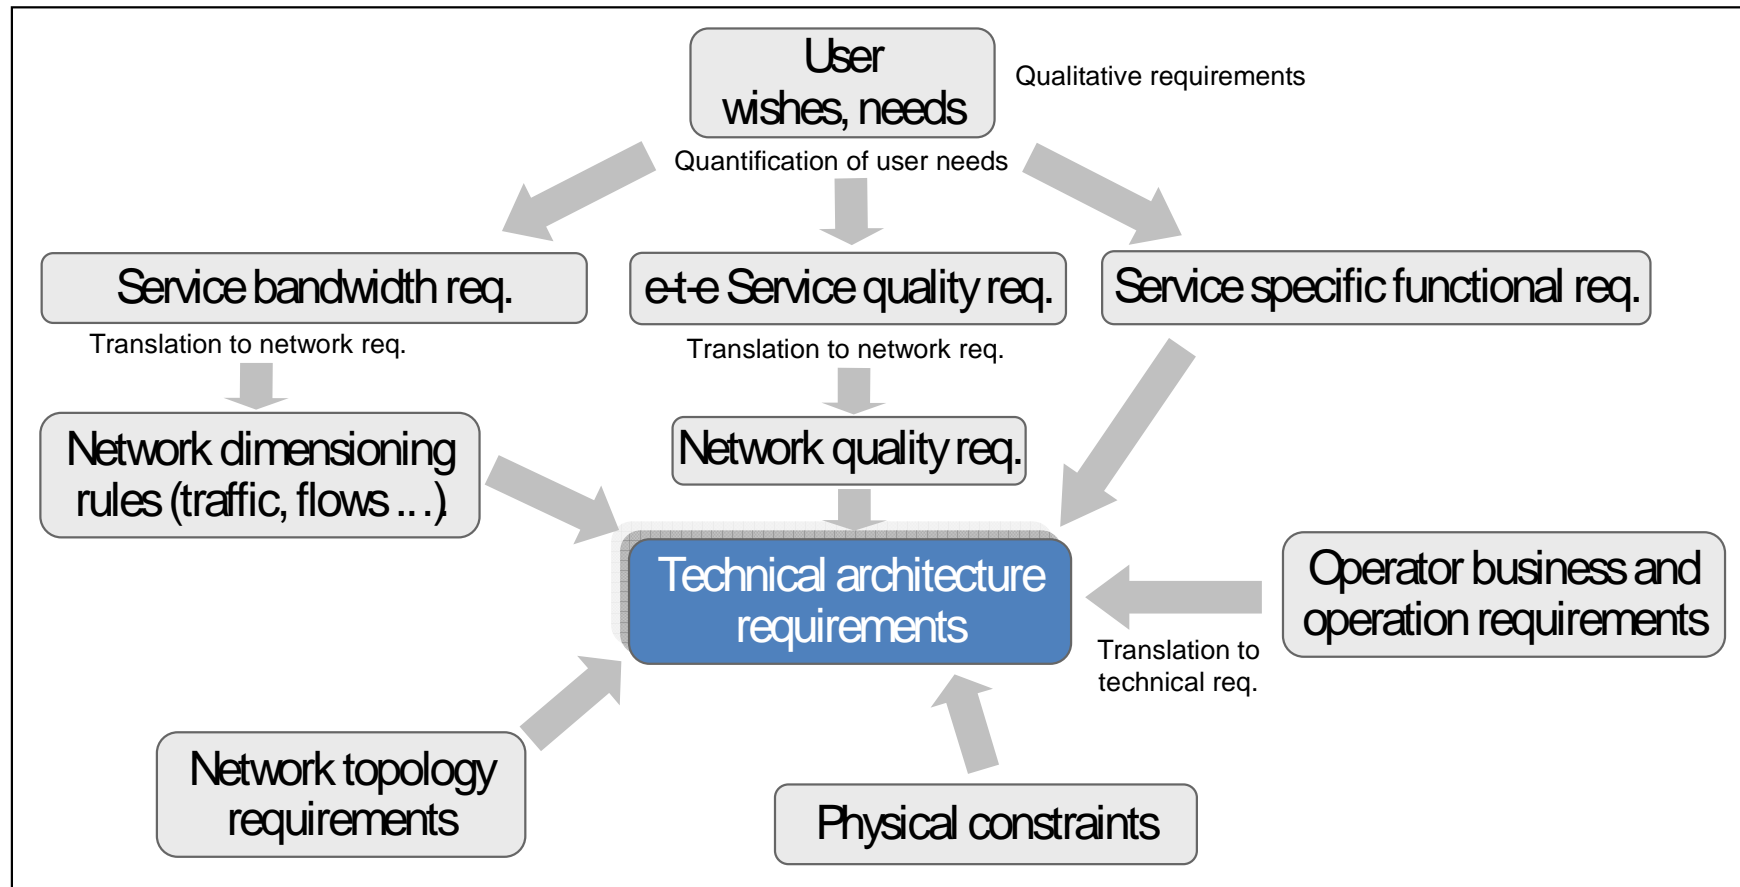 User
wishes, needs
Qualitative requirements
Quantification of user needs
Service bandwidth req.
e-t-e Service quality req.
Service specific functional req.
Translation to network req.
Translation to network req.
Network dimensioning
rules (traffic, flows ...).
Network quality req.
Technical architecture
requirements
Operator business and
operation requirements
Translation to
technical req.
Network topology
requirements
Physical constraints